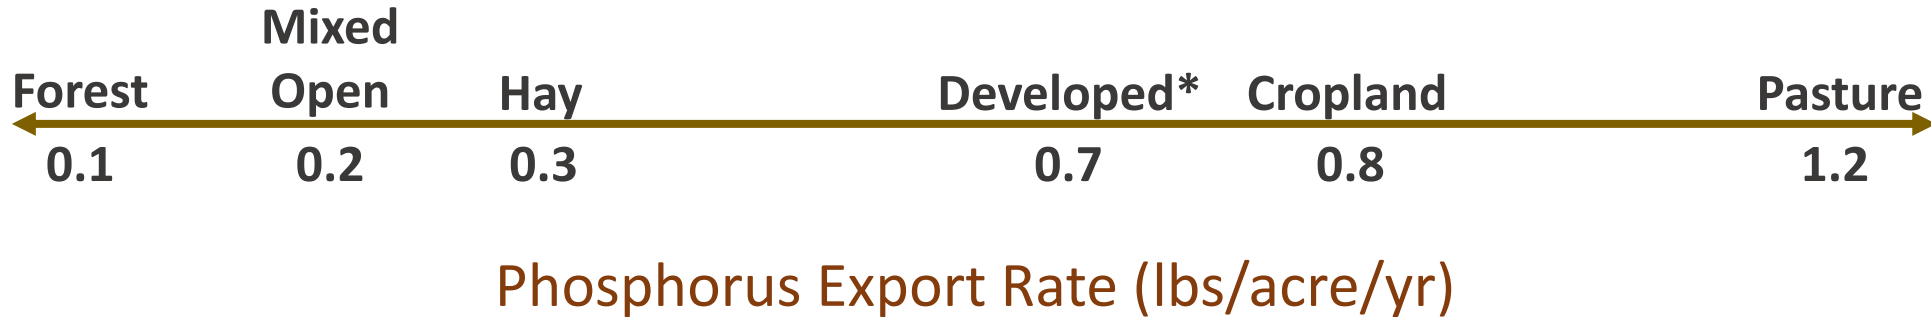 Mixed
Forest Open Hay Developed* Cropland Pasture
0.1 0.2 0.3 0.7 0.8 1.2
Phosphorus Export Rate (lbs/acre/yr)